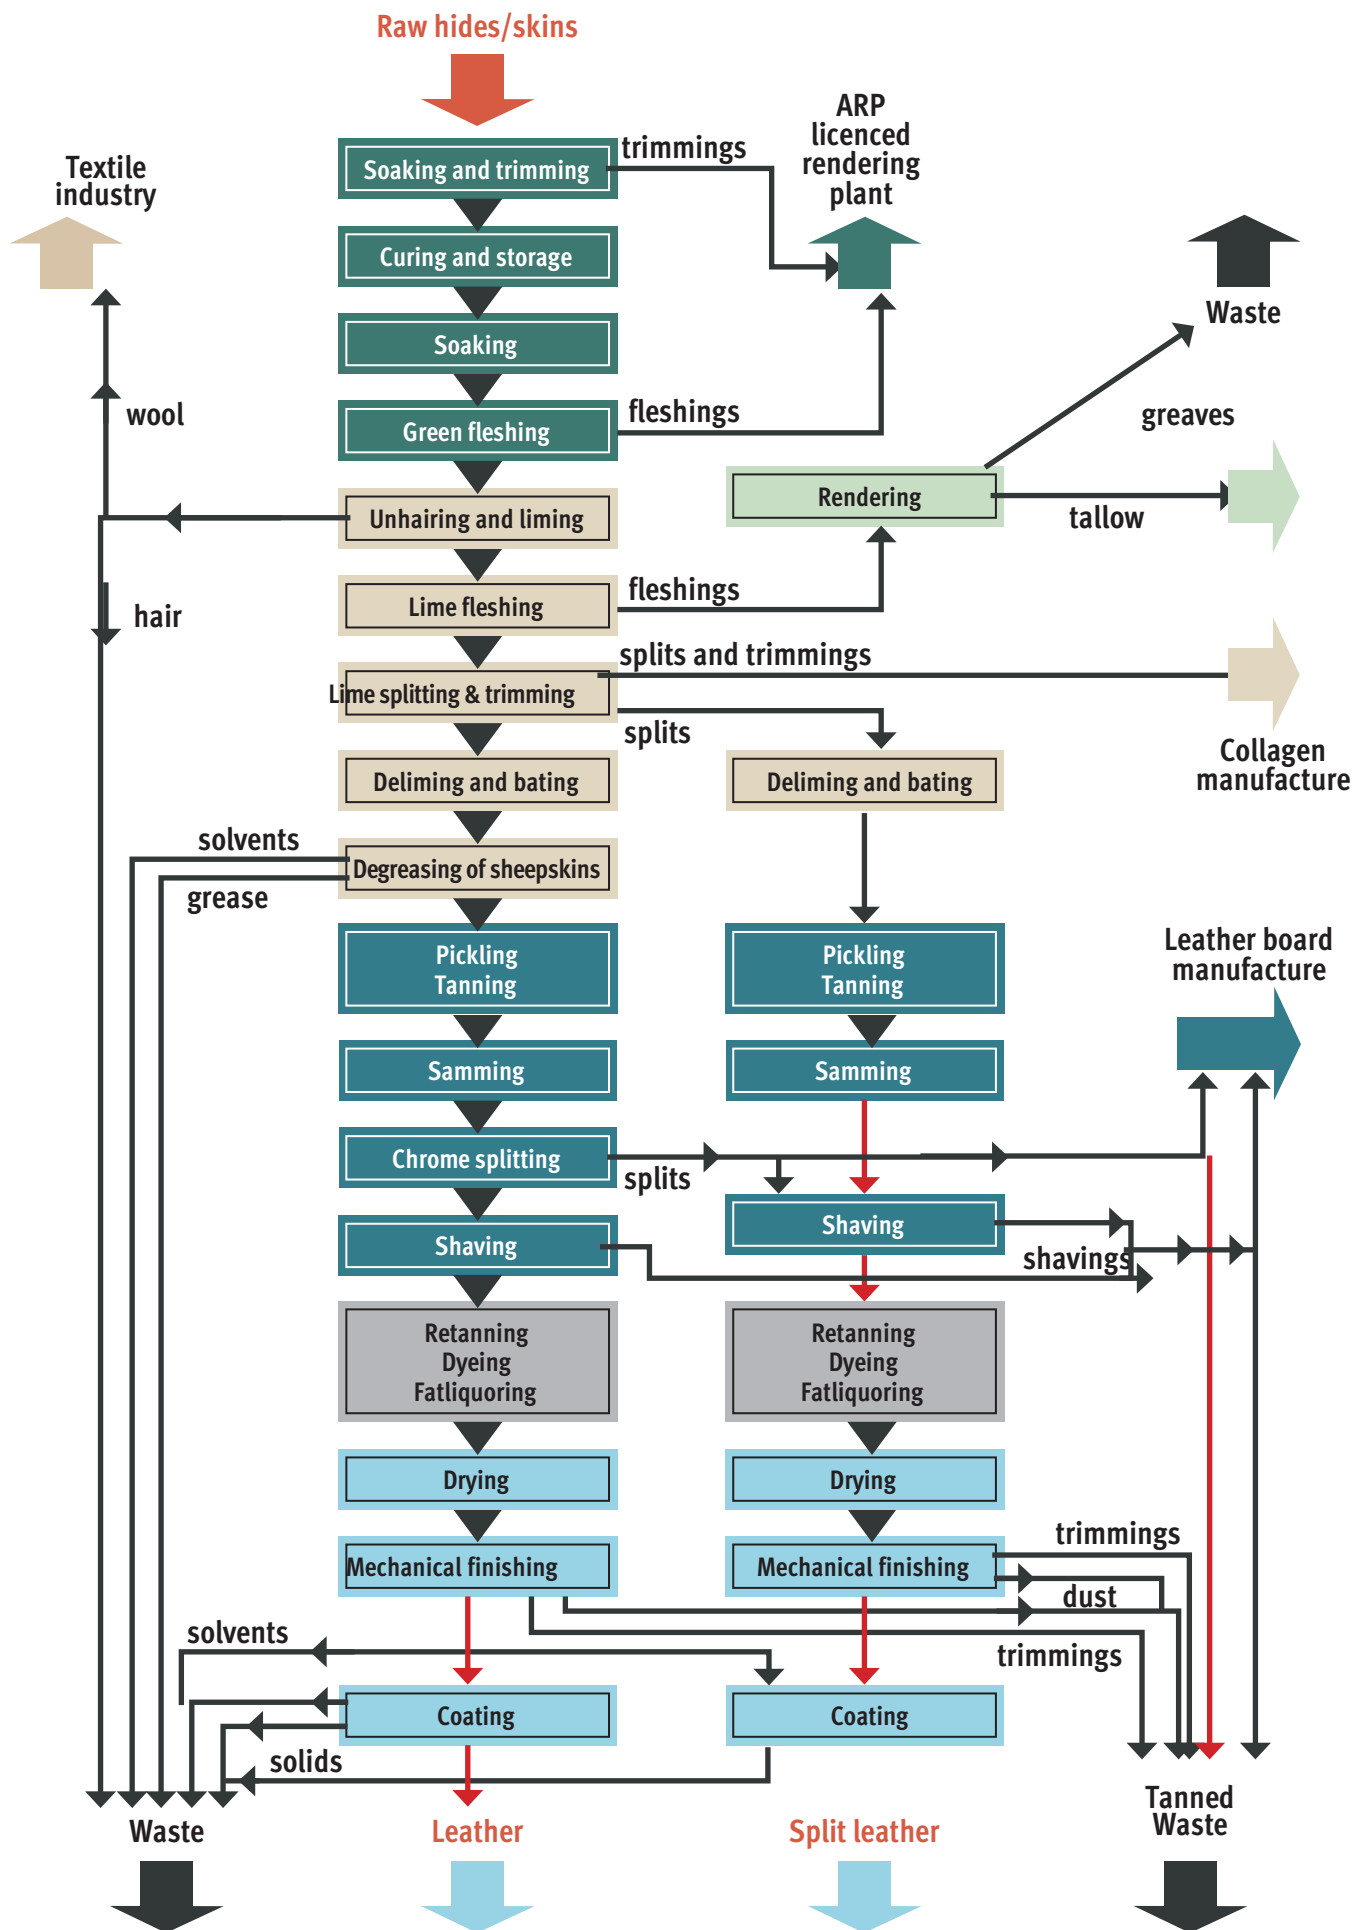 Raw hides/skins
ARP
licenced
rendering
plant
Textile
industry
Soaking and trimming
trimmings
Curing and storage
Waste
Soaking
wool
Green fleshing
fleshings
greaves
Unhairing and liming
Rendering
tallow
hair
Lime fleshing
fleshings
splits and trimmings
Lime splitting & trimming
splits
Collagen
manufacture
Deliming and bating
Deliming and bating
solvents
Degreasing of sheepskins
grease
Leather board
manufacture
Pickling
Tanning
Pickling
Tanning
Samming
Samming
Chrome splitting
splits
Shaving
Shaving
shavings
Retanning
Dyeing
Fatliquoring
Retanning
Dyeing
Fatliquoring
Drying
Drying
trimmings
Mechanical finishing
Mechanical finishing
dust
solvents
trimmings
Coating
Coating
solids
Waste
Leather
Split leather
Tanned
Waste